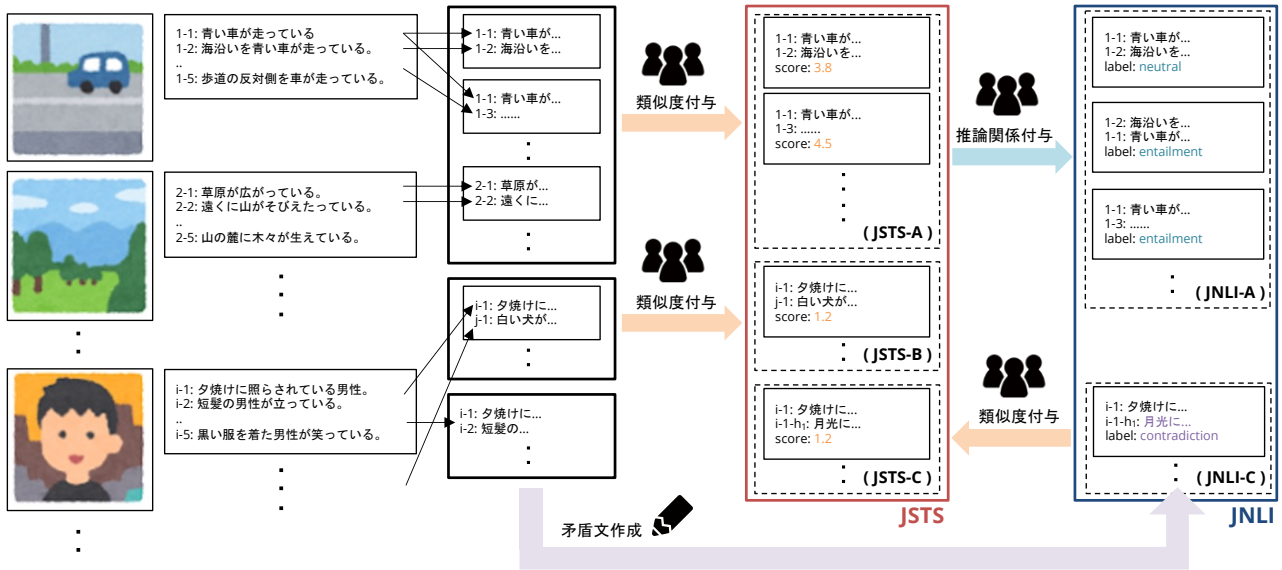 1-1: 青い車が走っている
1-2: 海沿いを青い車が走っている。
..
1-5: 歩道の反対側を車が走っている。
2-1: 草原が広がっている。
2-2: 遠くに山がそびえたっている。
..
2-5: 山の麓に木々が生えている。
i-1: 夕焼けに照らされている男性。
i-2: 短髪の男性が立っている。
..
i-5: 黒い服を着た男性が笑っている。
1-1: 青い車が...
1-2: 海沿いを...
1-1: 青い車が...
1-3: ......
2-1: 草原が...
2-2: 遠くに...
i-1: 夕焼けに...
j-1: 白い犬が...
i-1: 夕焼けに...
i-2: 短髪の...
類似度付与
類似度付与
矛盾文作成
1-1: 青い車が...
1-2: 海沿いを...
score: 3.8
1-1: 青い車が...
1-3: ......
score: 4.5
( JSTS-A )
i-1: 夕焼けに...
j-1: 白い犬が...
score: 1.2
( JSTS-B )
i-1: 夕焼けに...
i-1-h₁: 月光に...
score: 1.2
( JSTS-C )
JSTS
推論関係付与
類似度付与
1-1: 青い車が...
1-2: 海沿いを...
label: neutral
1-2: 海沿いを...
1-1: 青い車が...
label: entailment
1-1: 青い車が...
1-3: ......
label: entailment
( JNLI-A )
i-1: 夕焼けに...
i-1-h₁: 月光に...
label: contradiction
( JNLI-C )
JNLI